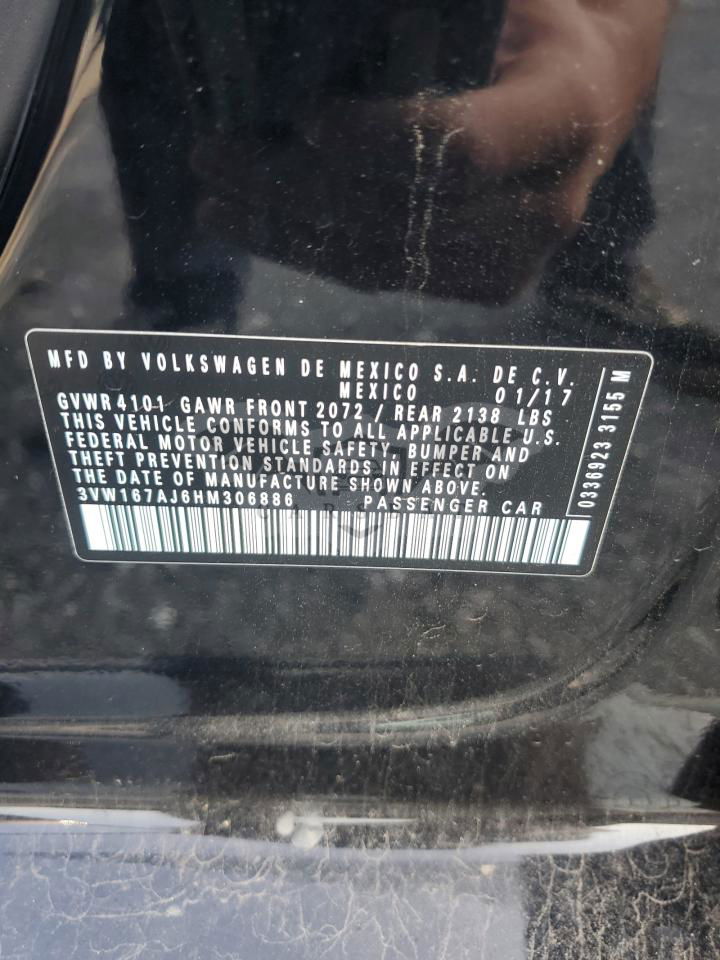 MFD BY VOLKSWAGEN DE MEXICO S.A. DE C.V.
MEXICO 01/17
GVWR 4101 GAWR FRONT 2072 / REAR 2138 LBS
THIS VEHICLE CONFORMS TO ALL APPLICABLE U.S.
FEDERAL MOTOR VEHICLE SAFETY, BUMPER AND
THEFT PREVENTION STANDARDS IN EFFECT ON
THE DATE OF MANUFACTURE SHOWN ABOVE.
3VW167AJ6HM306886 PASSENGER CAR
0336923 3155 M